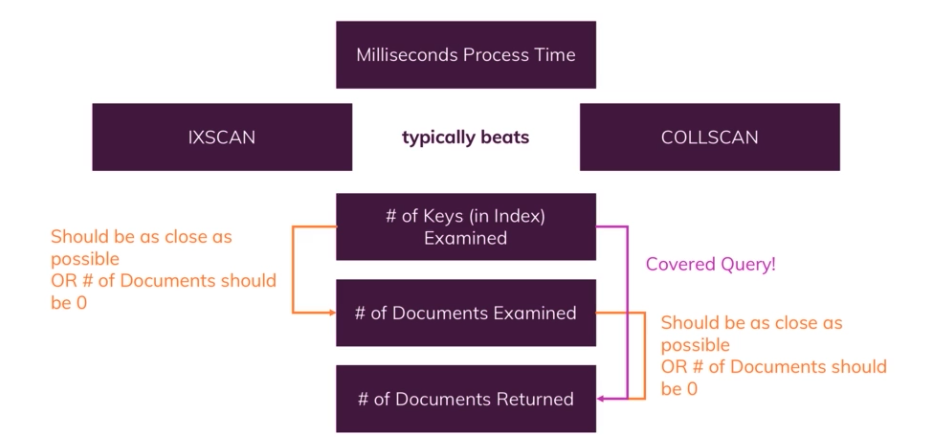 Milliseconds Process Time
IXSCAN
typically beats
COLLSCAN
# of Keys (in Index)
Examined
Should be as close as
possible
OR # of Documents should
be 0
Covered Query!
# of Documents Examined
Should be as close as
possible
OR # of Documents should
be 0
# of Documents Returned